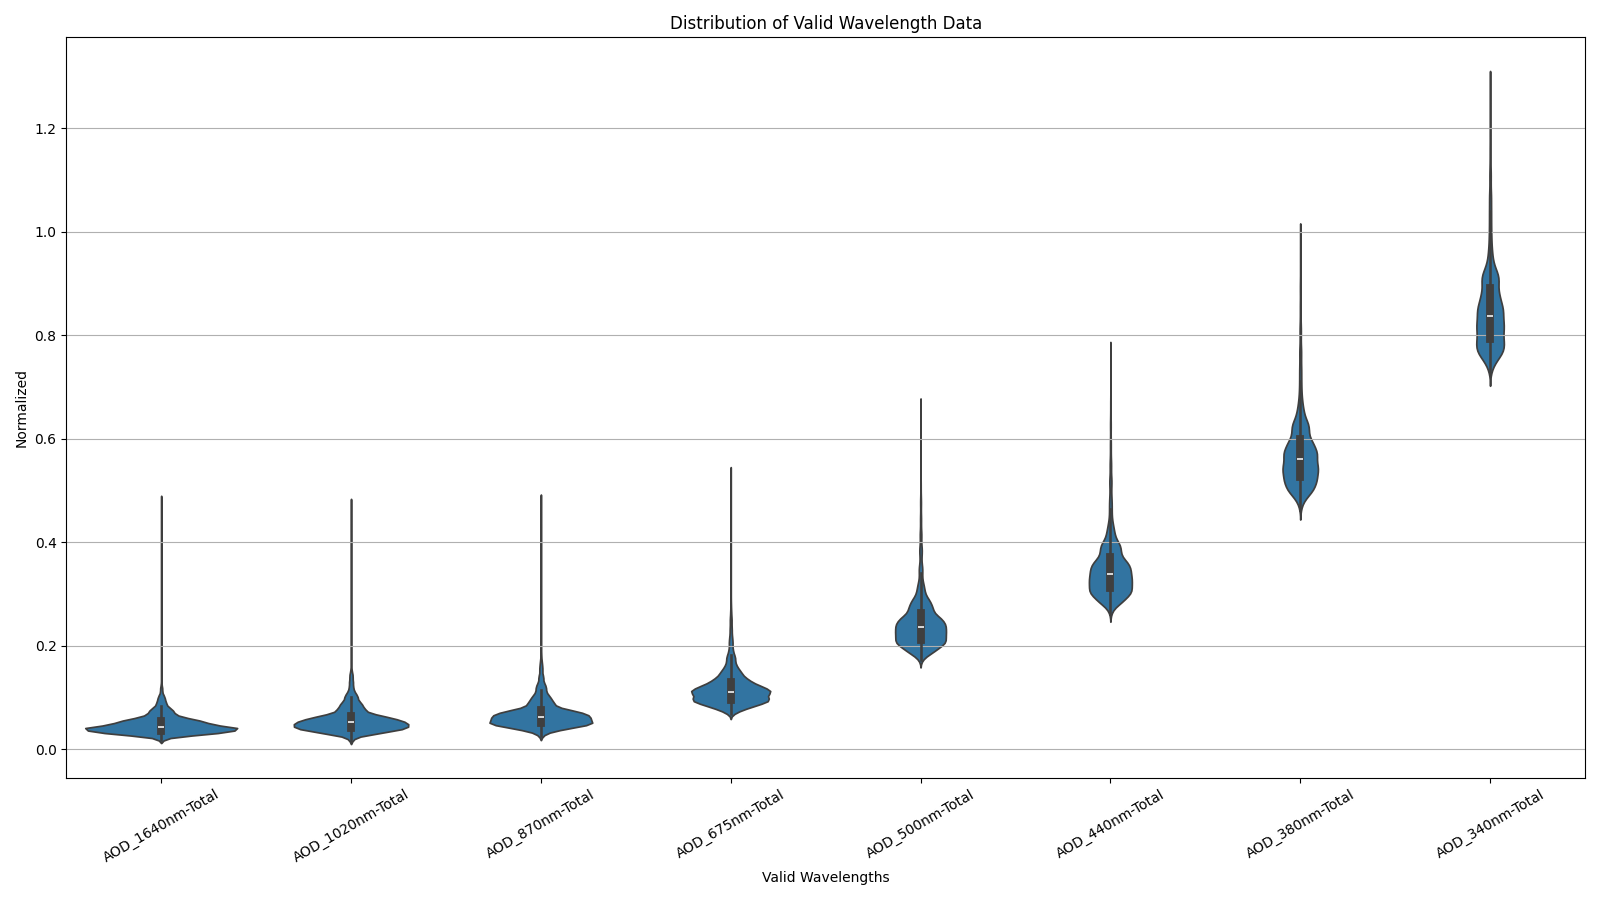 Distribution of Valid Wavelength Data
Normalized
1.2
1.0
0.8
0.6
0.4
0.2
0.0
AOD_1640nm-Total
AOD_1020nm-Total
AOD_870nm-Total
AOD_675nm-Total
AOD_500nm-Total
AOD_440nm-Total
AOD_380nm-Total
AOD_340nm-Total
Valid Wavelengths